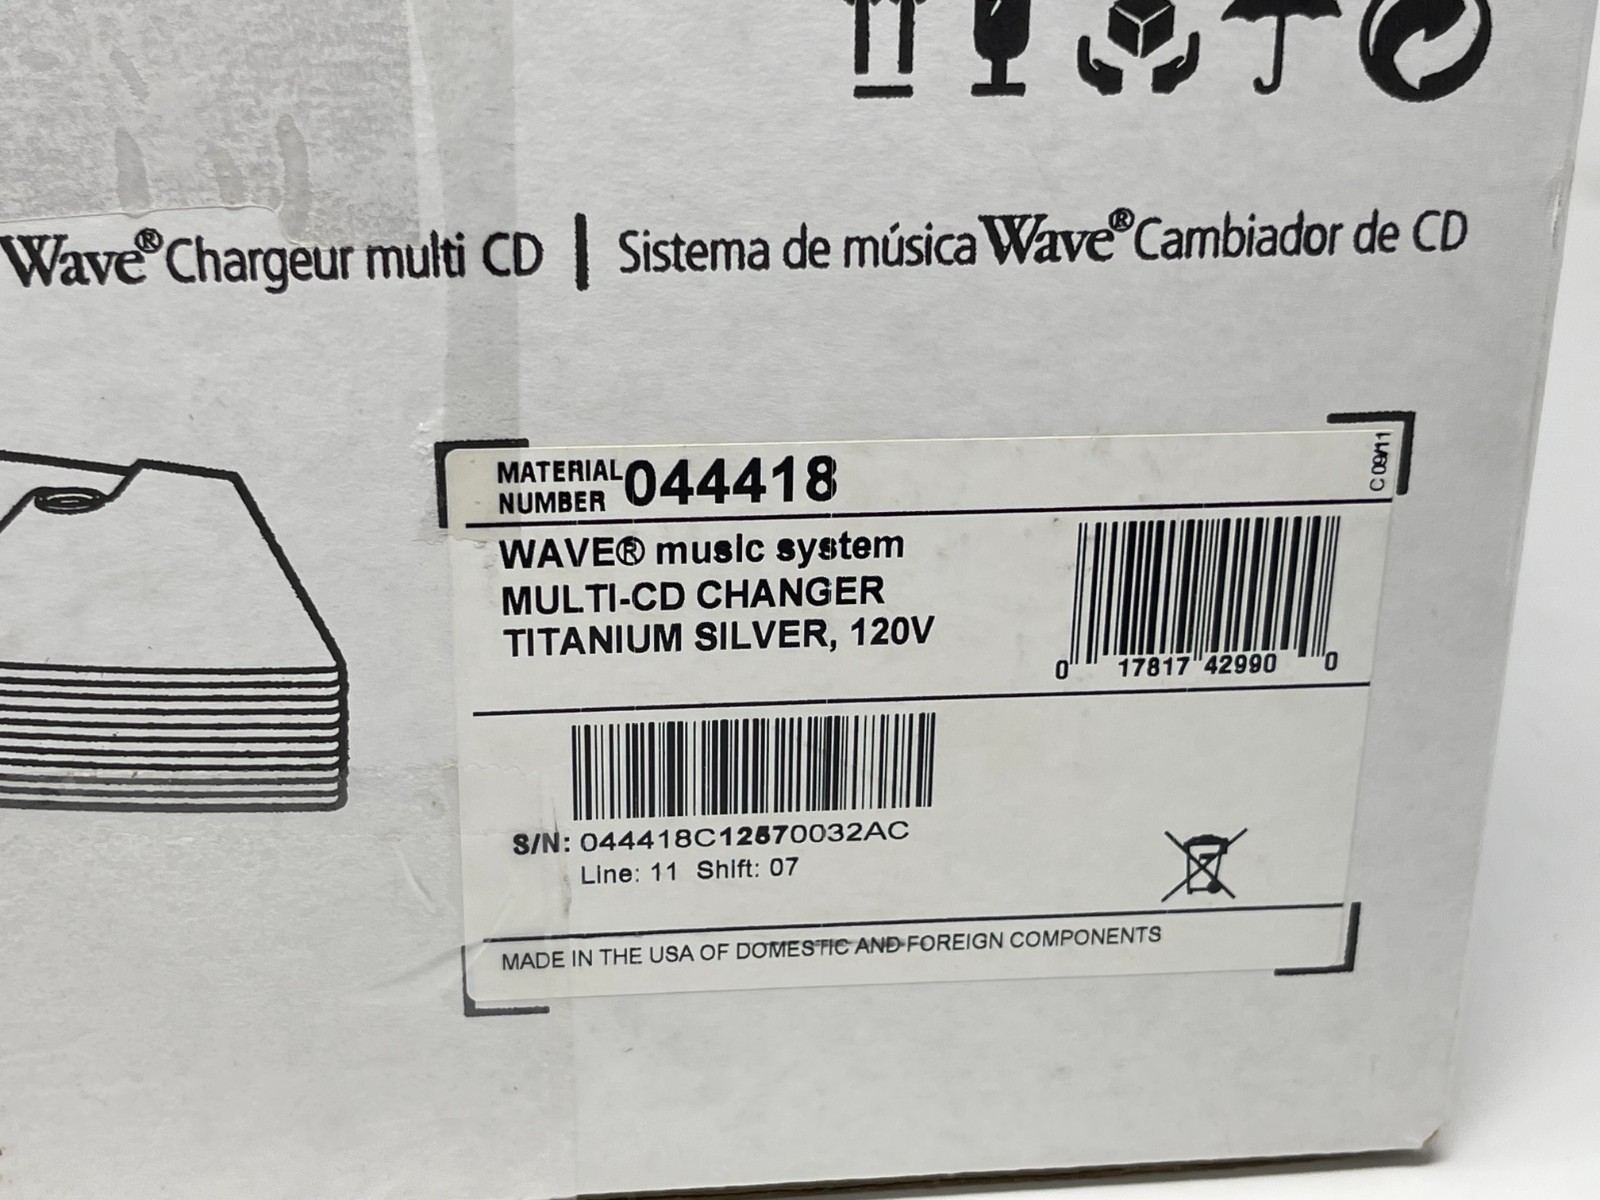 Wave® Chargeur multi CD | Sistema de música Wave® Cambiador de CD
C 09/11
MATERIAL NUMBER 044418
WAVE® music system
MULTI-CD CHANGER
TITANIUM SILVER, 120V
0 17817 42990 0
S/N: 044418C12570032AC
Line: 11 Shift: 07
MADE IN THE USA OF DOMESTIC AND FOREIGN COMPONENTS